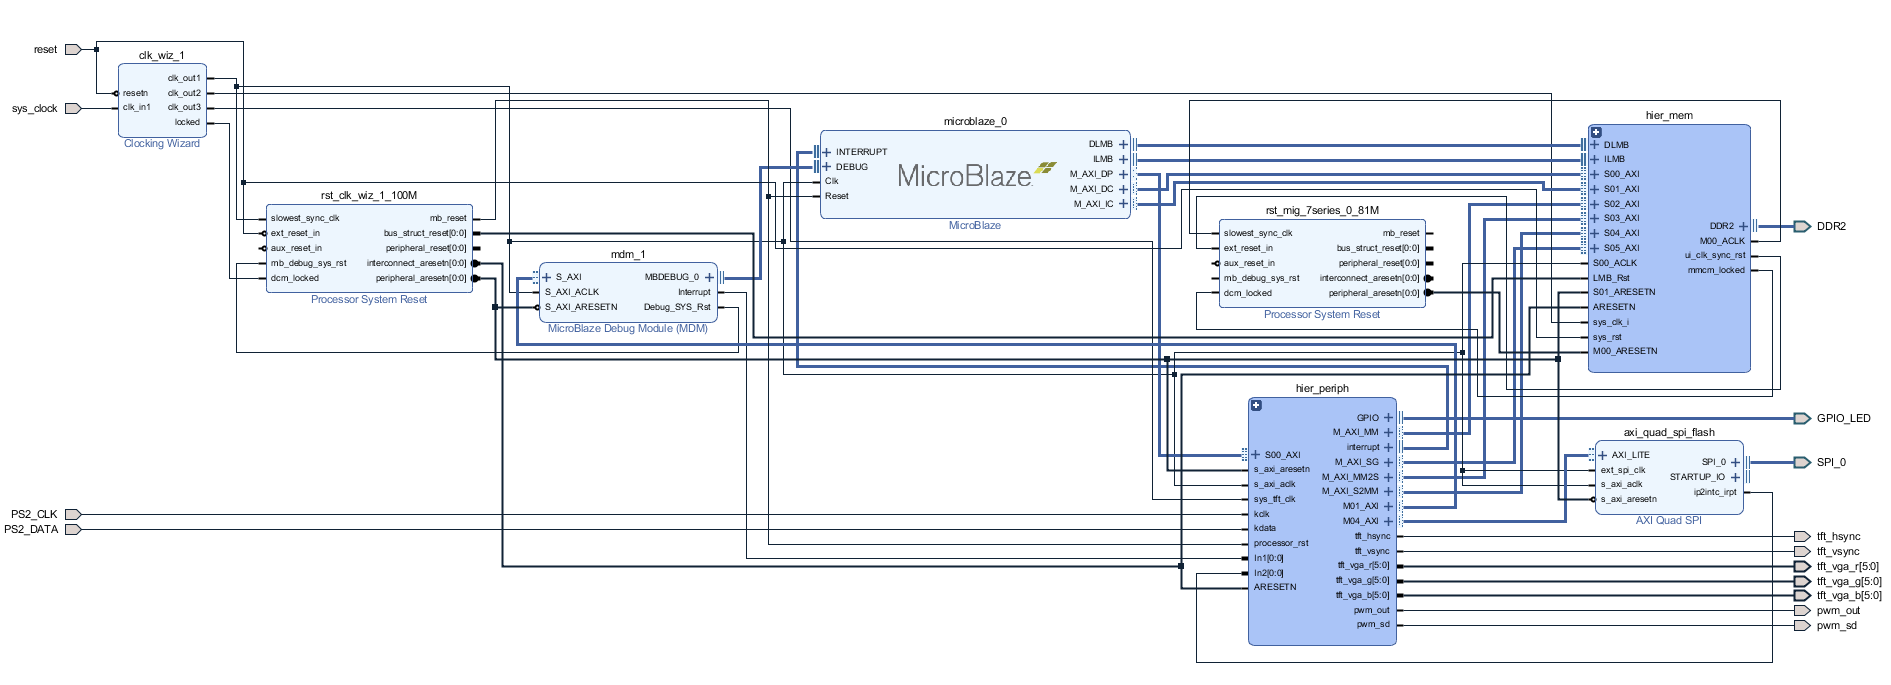 reset
sys_clock
clk_wiz_1
resetn
clk_in1
clk_out1
clk_out2
clk_out3
locked
Clocking Wizard
rst_clk_wiz_1_100M
slowest_sync_clk
ext_reset_in
aux_reset_in
mb_debug_sys_rst
dcm_locked
mb_reset
bus_struct_reset[0:0]
peripheral_reset[0:0]
interconnect_aresetn[0:0]
peripheral_aresetn[0:0]
Processor System Reset
mdm_1
S_AXI
S_AXI_ACLK
S_AXI_ARESETN
MBDEBUG_0
Interrupt
Debug_SYS_Rst
MicroBlaze Debug Module (MDM)
microblaze_0
INTERRUPT
DEBUG
Clk
Reset
MicroBlaze
DLMB
ILMB
M_AXI_DP
M_AXI_DC
M_AXI_IC
MicroBlaze
rst_mig_7series_0_81M
slowest_sync_clk
ext_reset_in
aux_reset_in
mb_debug_sys_rst
dcm_locked
mb_reset
bus_struct_reset[0:0]
peripheral_reset[0:0]
interconnect_aresetn[0:0]
peripheral_aresetn[0:0]
Processor System Reset
hier_mem
DLMB
ILMB
S00_AXI
S01_AXI
S02_AXI
S03_AXI
S04_AXI
S05_AXI
S00_ACLK
LMB_Rst
S01_ARESETN
ARESETN
sys_clk_i
sys_rst
M00_ARESETN
DDR2
M00_ACLK
ui_clk_sync_rst
mmcm_locked
DDR2
hier_periph
S00_AXI
s_axi_aresetn
s_axi_aclk
sys_tft_clk
kclk
kdata
processor_rst
In1[0:0]
In2[0:0]
ARESETN
GPIO
M_AXI_MM
interrupt
M_AXI_SG
M_AXI_MM2S
M_AXI_S2MM
M01_AXI
M04_AXI
tft_hsync
tft_vsync
tft_vga_r[5:0]
tft_vga_g[5:0]
tft_vga_b[5:0]
pwm_out
pwm_sd
GPIO_LED
axi_quad_spi_flash
AXI_LITE
ext_spi_clk
s_axi_aclk
s_axi_aresetn
SPI_0
STARTUP_IO
ip2intc_irpt
AXI Quad SPI
SPI_0
PS2_CLK
PS2_DATA
tft_hsync
tft_vsync
tft_vga_r[5:0]
tft_vga_g[5:0]
tft_vga_b[5:0]
pwm_out
pwm_sd